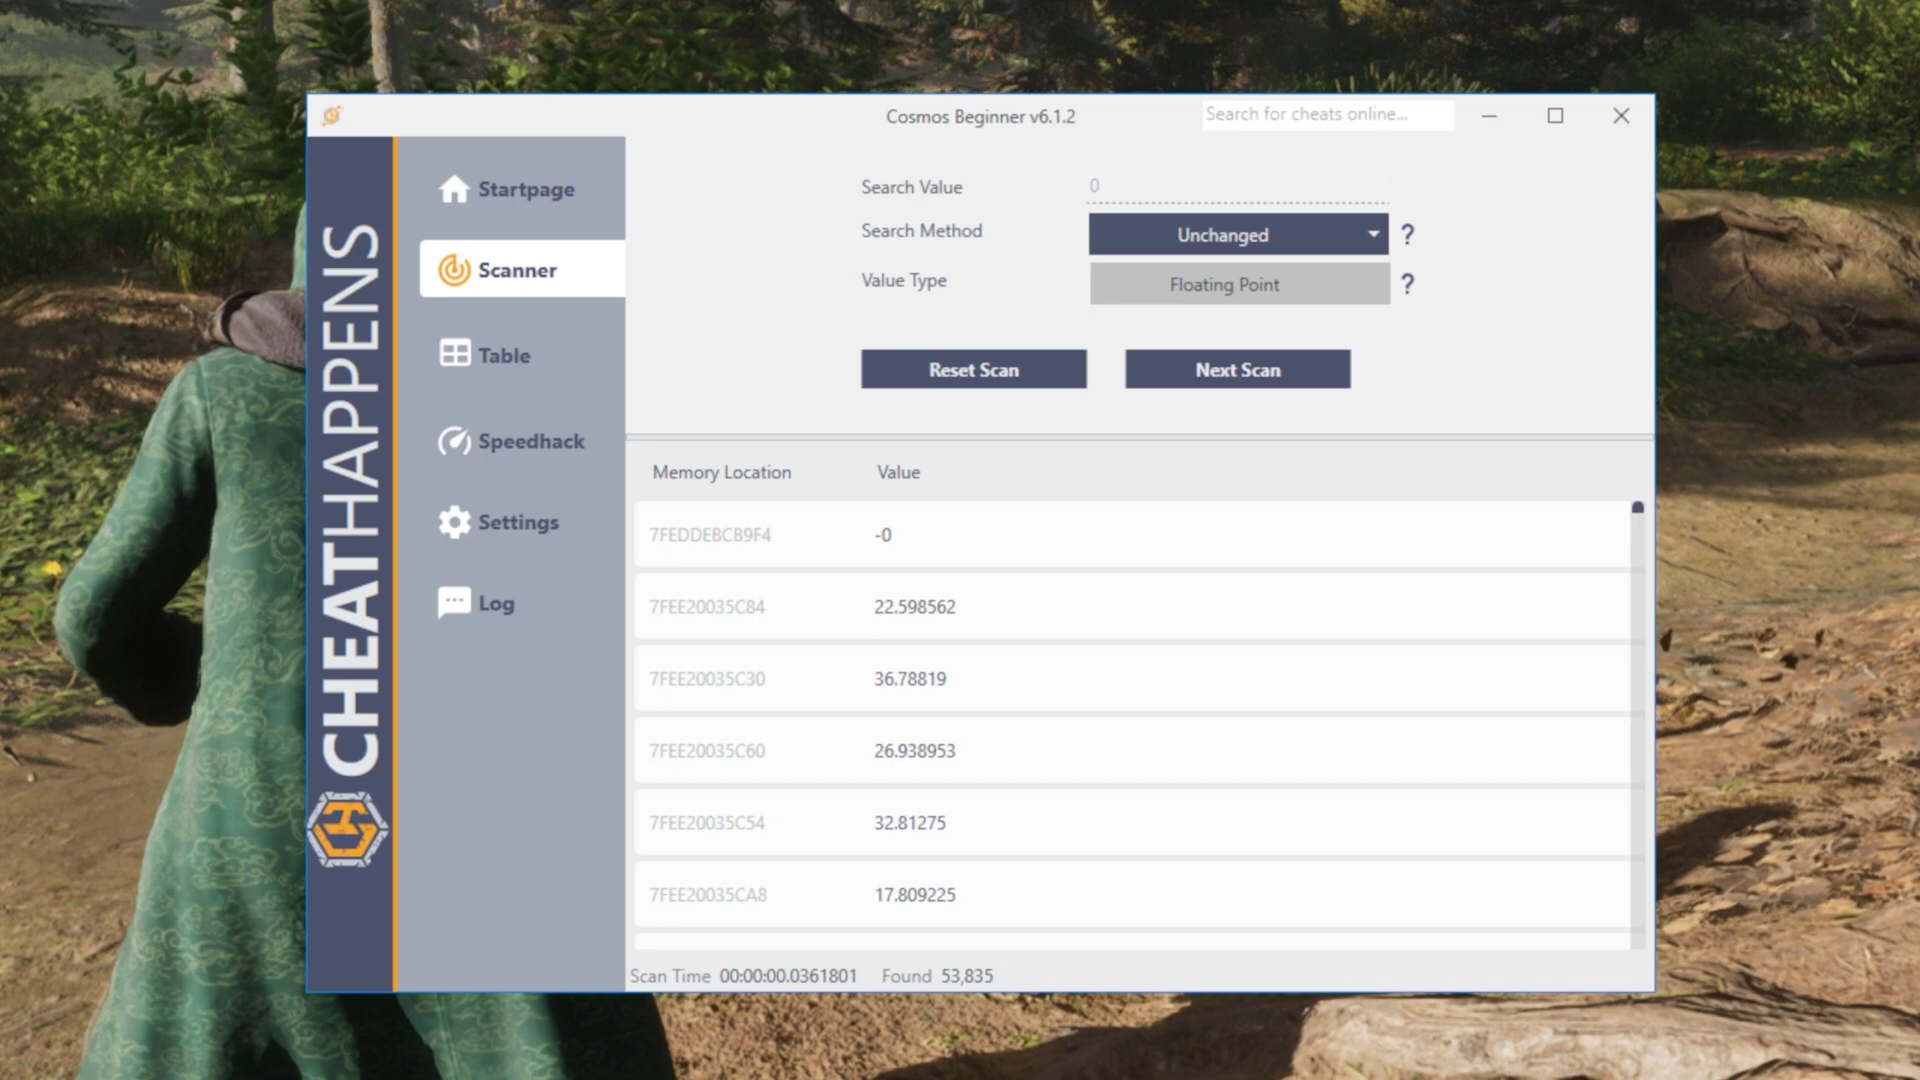 Cosmos Beginner v6.1.2
Search for cheats online...
CHEATHAPPENS
Startpage
Scanner
Table
Speedhack
Settings
Log
Search Value
0
Search Method
Unchanged
?
Value Type
Floating Point
?
Reset Scan
Next Scan
Memory Location Value
7FEDDEBCB9F4 -0
7FEE20035C84 22.598562
7FEE20035C30 36.78819
7FEE20035C60 26.938953
7FEE20035C54 32.81275
7FEE20035CA8 17.809225
Scan Time 00:00:00.0361801 Found 53,835